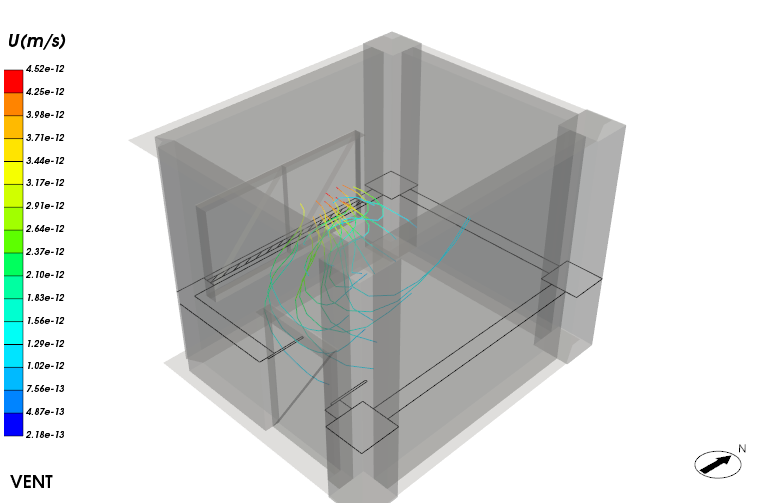 U(m/s)
4.52e-12
4.25e-12
3.98e-12
3.71e-12
3.44e-12
3.17e-12
2.91e-12
2.64e-12
2.37e-12
2.10e-12
1.83e-12
1.56e-12
1.29e-12
1.02e-12
7.56e-13
4.87e-13
2.18e-13
N
VENT